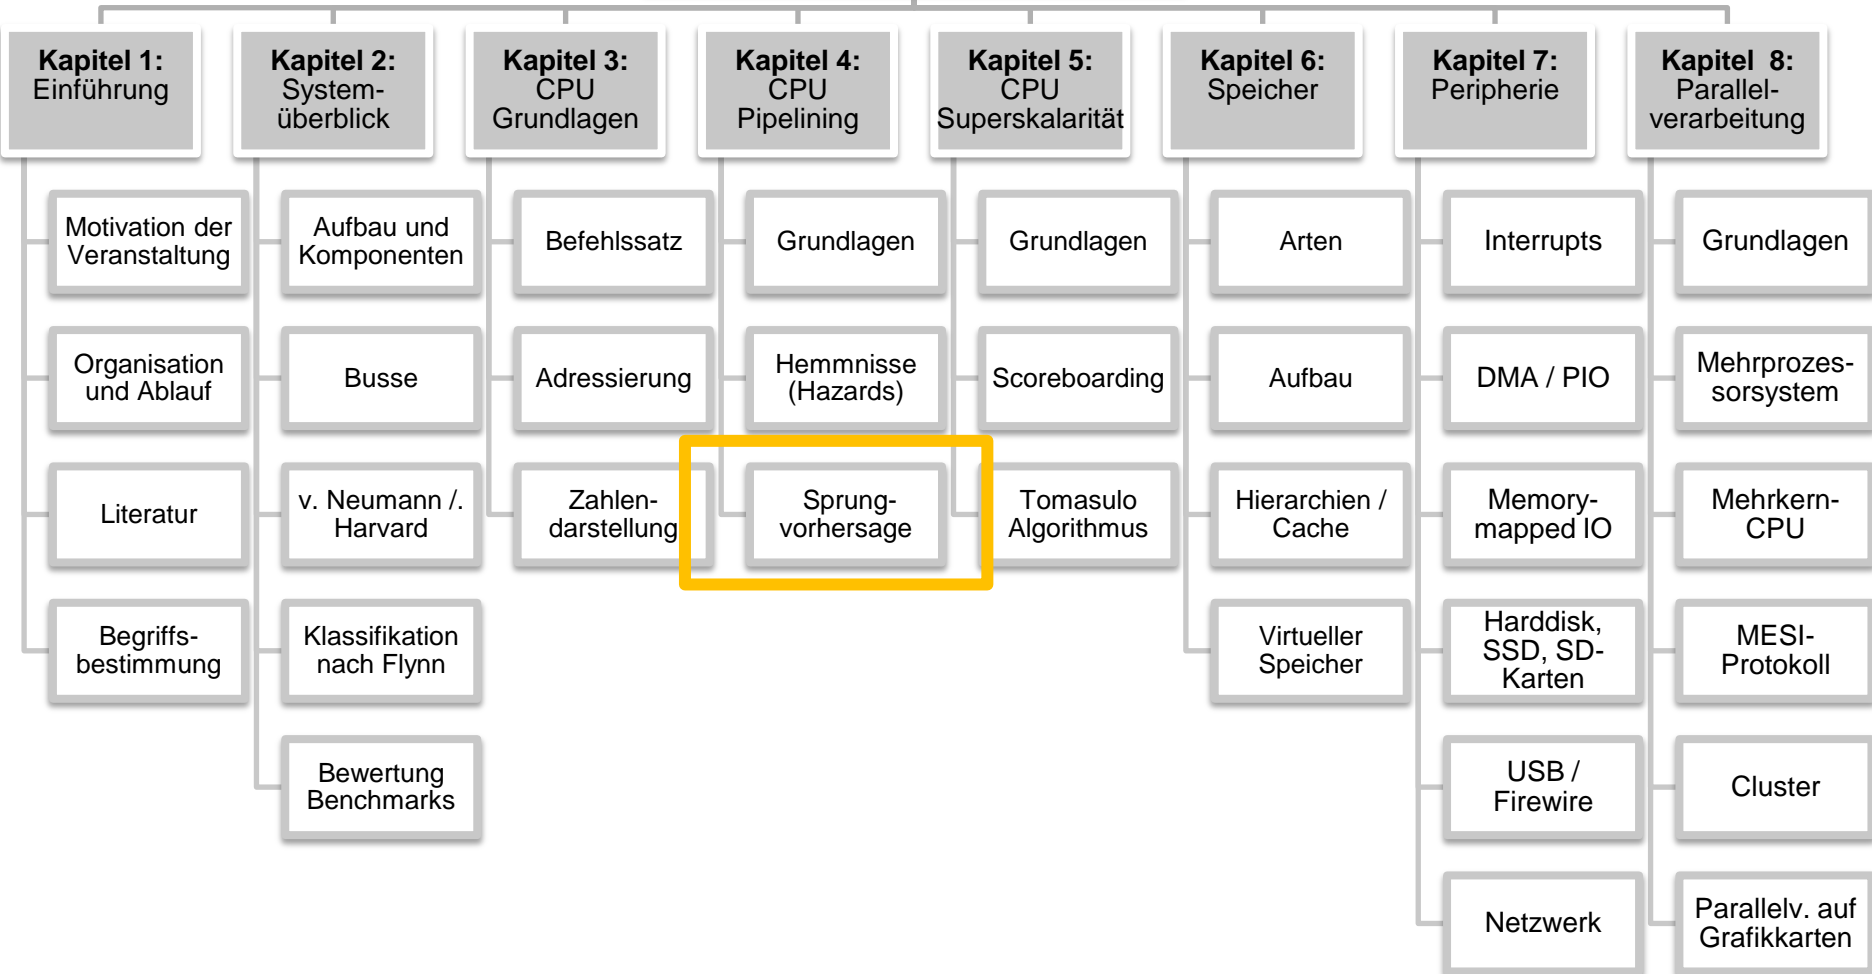 Kapitel 1:
Einführung
Motivation der
Veranstaltung
Organisation
und Ablauf
Literatur
Begriffs-
bestimmung
Kapitel 2:
System-
überblick
Aufbau und
Komponenten
Busse
v. Neumann /.
Harvard
Klassifikation
nach Flynn
Bewertung
Benchmarks
Kapitel 3:
CPU
Grundlagen
Befehlssatz
Adressierung
Zahlen-
darstellung
Kapitel 4:
CPU
Pipelining
Grundlagen
Hemmnisse
(Hazards)
Sprung-
vorhersage
Kapitel 5:
CPU
Superskalarität
Grundlagen
Scoreboarding
Tomasulo
Algorithmus
Kapitel 6:
Speicher
Arten
Aufbau
Hierarchien /
Cache
Virtueller
Speicher
Kapitel 7:
Peripherie
Interrupts
DMA / PIO
Memory-
mapped IO
Harddisk,
SSD, SD-
Karten
USB /
Firewire
Netzwerk
Kapitel 8:
Parallel-
verarbeitung
Grundlagen
Mehrprozes-
sorsystem
Mehrkern-
CPU
MESI-
Protokoll
Cluster
Parallelv. auf
Grafikkarten